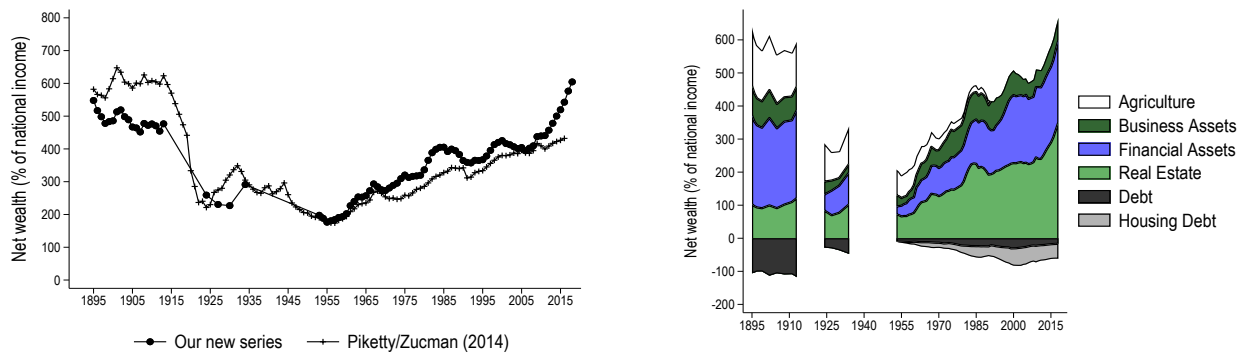 Net wealth (% of national income)
800
700
600
500
400
300
200
100
0
1895 1905 1915 1925 1935 1945 1955 1965 1975 1985 1995 2005 2015
Our new series Piketty/Zucman (2014)
Net wealth (% of national income)
600
500
400
300
200
100
0
-100
-200
1895 1910 1925 1940 1955 1970 1985 2000 2015
Agriculture
Business Assets
Financial Assets
Real Estate
Debt
Housing Debt